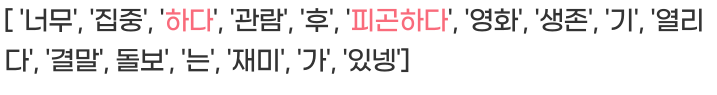 [ '너무', '집중', '하다', '관람', '후', '피곤하다', '영화', '생존', '기', '열리
다', '결말', 돌보', '는', '재미', '가', '있넹']